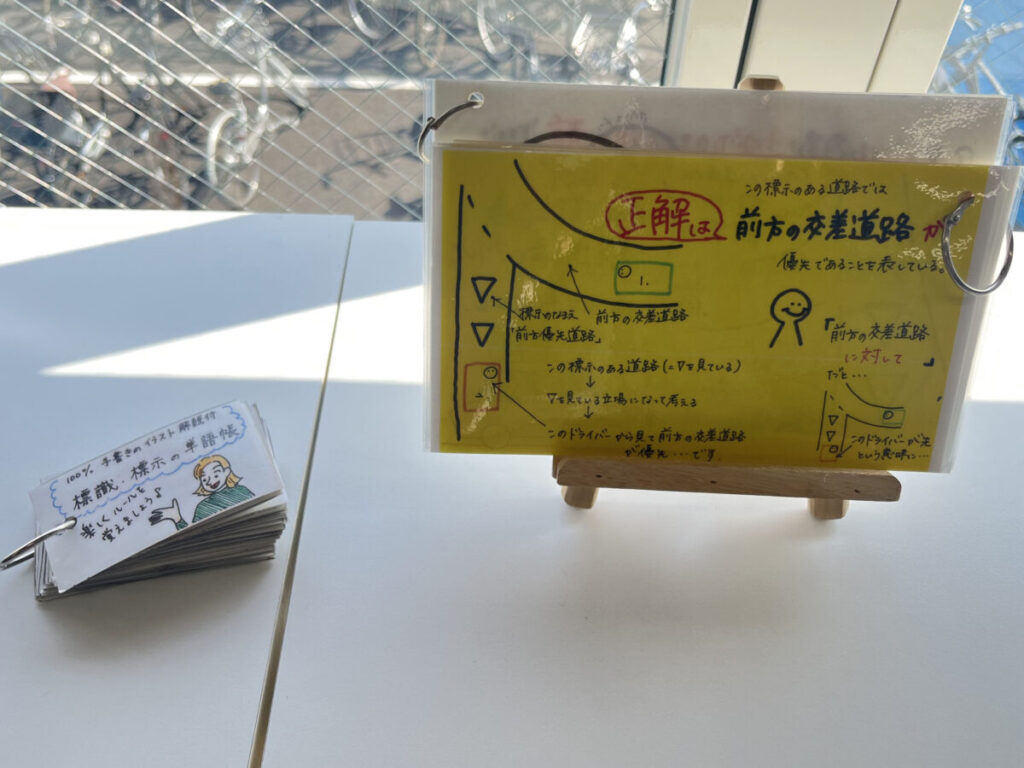 この標示のある道路では
正解は 前方の交差道路が
優先であることを表している。
1.
標示のなまえ
「前方優先道路」
前方の交差道路
この標示のある道路(=▽を見ている)
↓
▽を見ている立場になって考える
↓
このドライバーから見て前方の交差道路
が優先…です
「前方の交差道路
に対して」
だと…
このドライバーが先
という意味に…
100% 手書きのイラスト 解説付
標識・標示の単語帳
楽しくルールを
覚えましょう♪